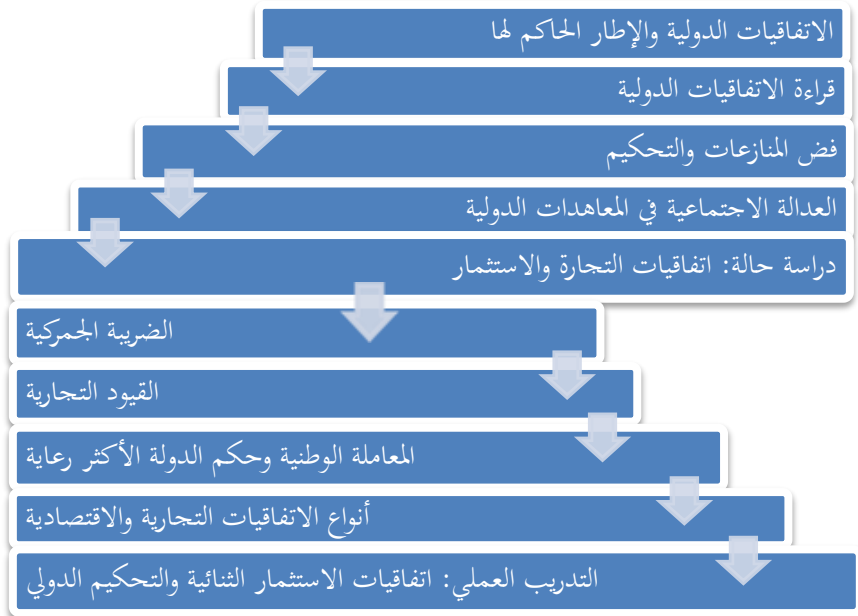 الاتفاقيات الدولية والإطار الحاكم لها
قراءة الاتفاقيات الدولية
فض المنازعات والتحكيم
العدالة الاجتماعية في المعاهدات الدولية
دراسة حالة: اتفاقيات التجارة والاستثمار
الضريبة الجمركية
القيود التجارية
المعاملة الوطنية وحكم الدولة الأكثر رعاية
أنواع الاتفاقيات التجارية والاقتصادية
التدريب العملي: اتفاقيات الاستثمار الثنائية والتحكيم الدولي